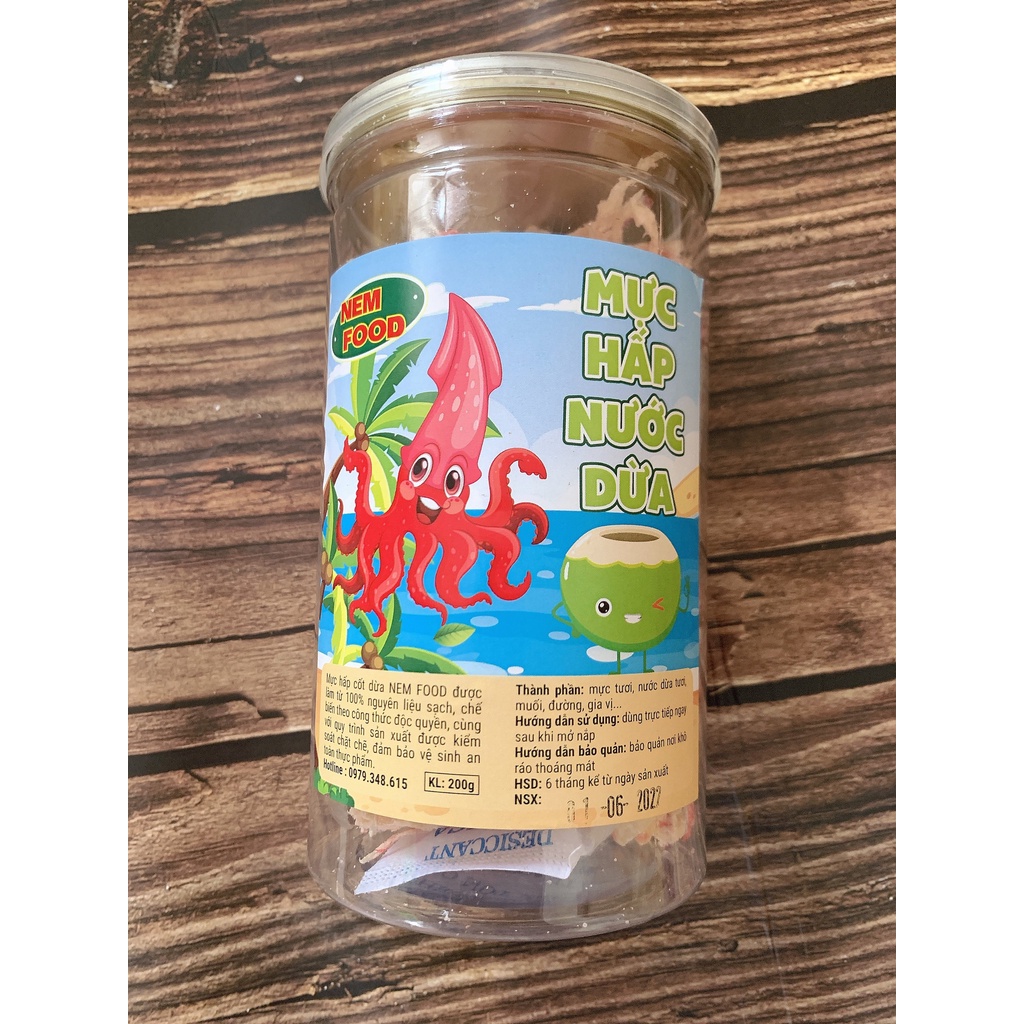 NEM
FOOD
MỰC
HẤP
NƯỚC
DỪA
Mực hấp cốt dừa NEM FOOD được
làm từ 100% nguyên liệu sạch, chế
biến theo công thức độc quyền, cùng
với quy trình sản xuất được kiểm
soát chặt chẽ, đảm bảo vệ sinh an
toàn thực phẩm.
Hotline : 0979.348.615
KL: 200g
Thành phần: mực tươi, nước dừa tươi,
muối, đường, gia vị...
Hướng dẫn sử dụng: dùng trực tiếp ngay
sau khi mở nắp
Hướng dẫn bảo quản: bảo quản nơi khô
ráo thoáng mát
HSD: 6 tháng kể từ ngày sản xuất
NSX: 01 -06- 2022
DESICCANT